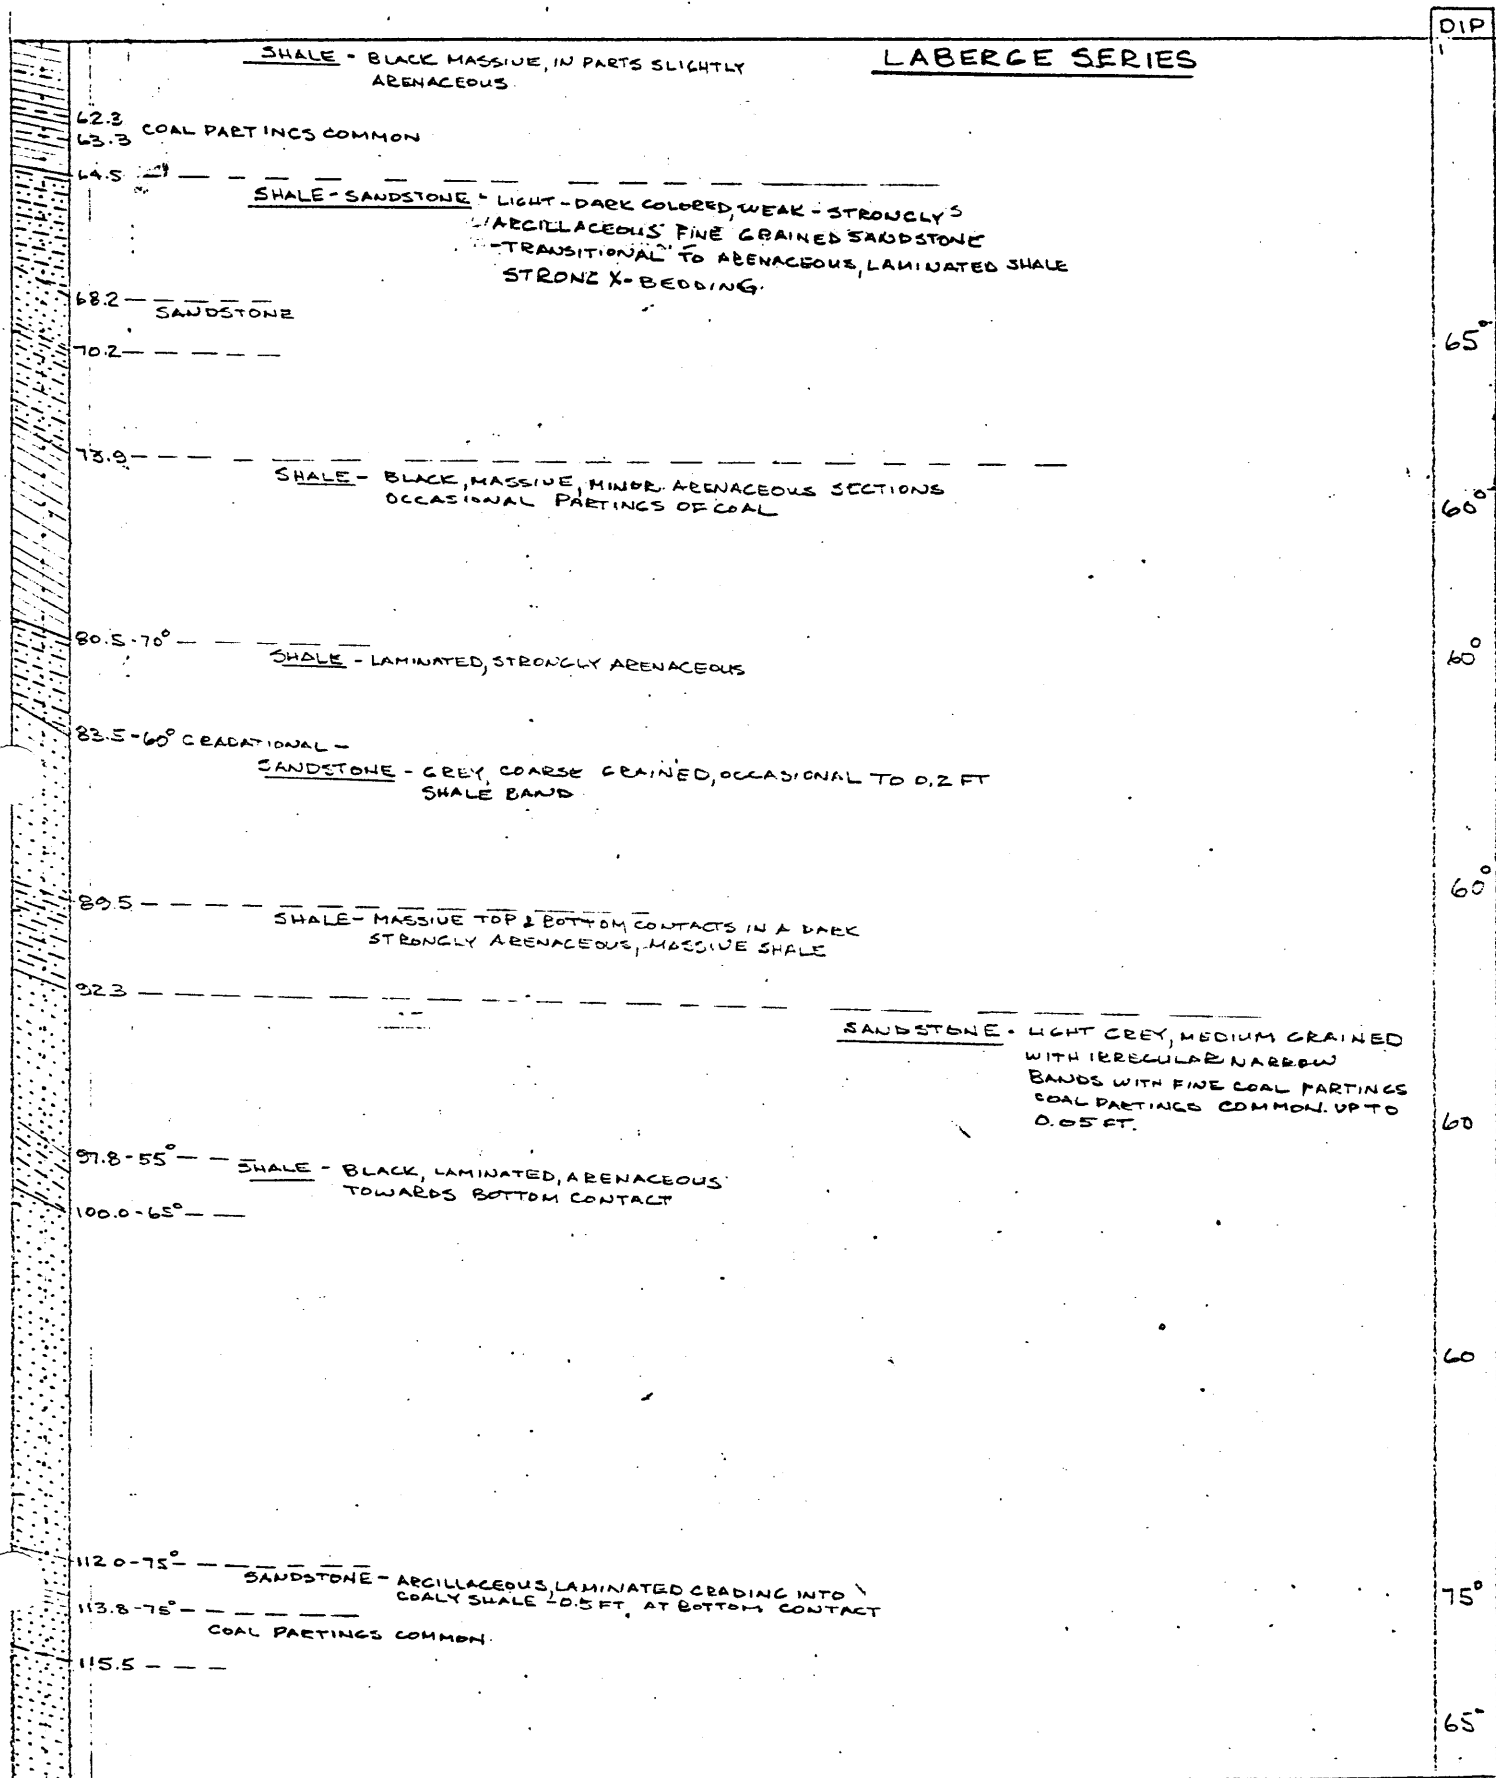 DIP
LABERGE SERIES
SHALE - BLACK MASSIVE, IN PARTS SLIGHTLY
ARENACEOUS.
62.3
63.3 COAL PARTINGS COMMON
64.5
SHALE-SANDSTONE - LIGHT-DARK COLORED, WEAK-STRONGLY
ARGILLACEOUS FINE GRAINED SANDSTONE
-TRANSITIONAL TO ARENACEOUS, LAMINATED SHALE
STRONG X-BEDDING.
68.2
SANDSTONE
70.2
65°
73.9
SHALE - BLACK, MASSIVE, MINOR ARENACEOUS SECTIONS
OCCASIONAL PARTINGS OF COAL
60°
80.5-70°
60°
SHALE - LAMINATED, STRONGLY ARENACEOUS
83.5-60° GRADATIONAL -
SANDSTONE - GREY, COARSE GRAINED, OCCASIONAL TO 0.2 FT
SHALE BAND
60°
89.5
SHALE - MASSIVE TOP & BOTTOM CONTACTS IN A DARK
STRONGLY ARENACEOUS, MASSIVE SHALE
92.3
SANDSTONE - LIGHT GREY, MEDIUM GRAINED
WITH IRREGULAR NARROW
BANDS WITH FINE COAL PARTINGS
COAL PARTINGS COMMON. UP TO
0.05 FT.
60
97.8-55°
SHALE - BLACK, LAMINATED, ARENACEOUS
TOWARDS BOTTOM CONTACT
100.0-65°
60
112.0-75°
SANDSTONE - ARGILLACEOUS, LAMINATED GRADING INTO
COALY SHALE -0.5 FT. AT BOTTOM CONTACT
75°
113.8-75°
COAL PARTINGS COMMON.
115.5
65°